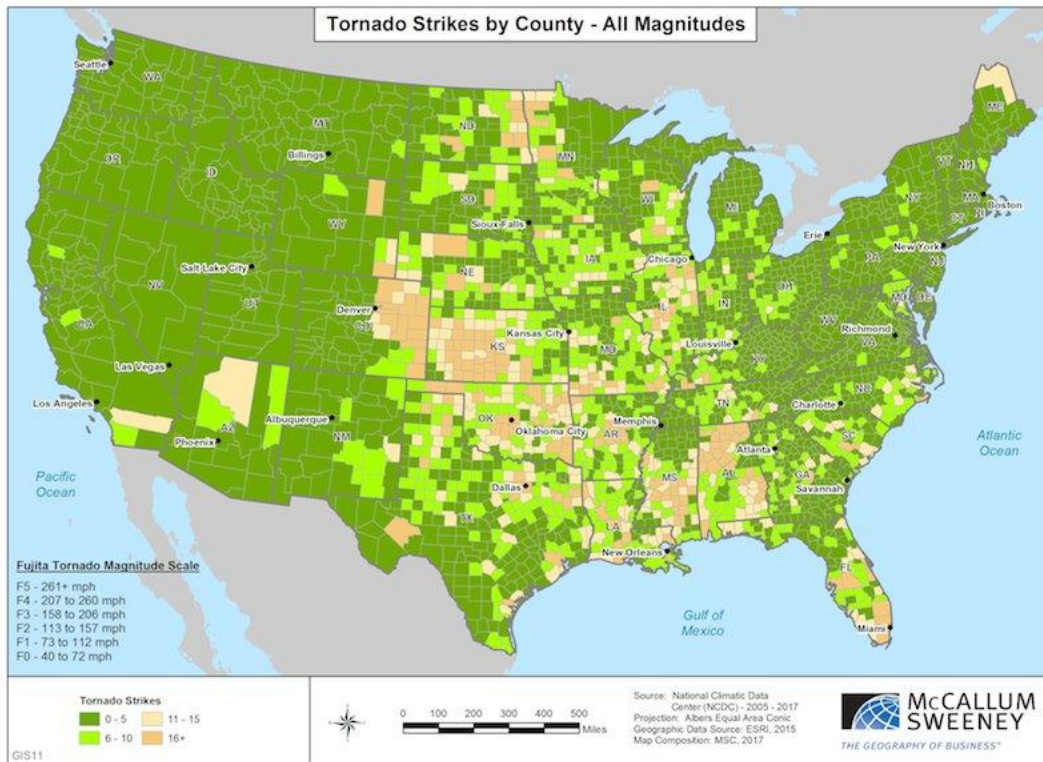 Tornado Strikes by County - All Magnitudes
Seattle
WA
MT
ND
MN
ME
OR
ID
Billings
SD
WI
MI
VT
NH
NY
MA
Boston
CT
RI
WY
Sioux Falls
Erie
New York
Salt Lake City
NE
IA
Chicago
PA
NJ
NV
UT
Denver
CO
IL
IN
OH
MD
DE
CA
KS
Kansas City
MO
Louisville
WV
Richmond
VA
KY
Las Vegas
Los Angeles
AZ
Phoenix
Albuquerque
NM
OK
Oklahoma City
AR
Memphis
TN
NC
Charlotte
SC
Atlanta
GA
Savannah
Dallas
TX
LA
MS
AL
New Orleans
FL
Miami
Pacific
Ocean
Atlantic
Ocean
Gulf of
Mexico
Fujita Tornado Magnitude Scale
F5 - 261+ mph
F4 - 207 to 260 mph
F3 - 158 to 206 mph
F2 - 113 to 157 mph
F1 - 73 to 112 mph
F0 - 40 to 72 mph
Tornado Strikes
0 - 5
11 - 15
6 - 10
16+
GIS11
0 100 200 300 400 500
Miles
Source: National Climatic Data
Center (NCDC) - 2005 - 2017
Projection: Albers Equal Area Conic
Geographic Data Source: ESRI, 2015
Map Composition: MSC, 2017
McCALLUM
SWEENEY
THE GEOGRAPHY OF BUSINESS®